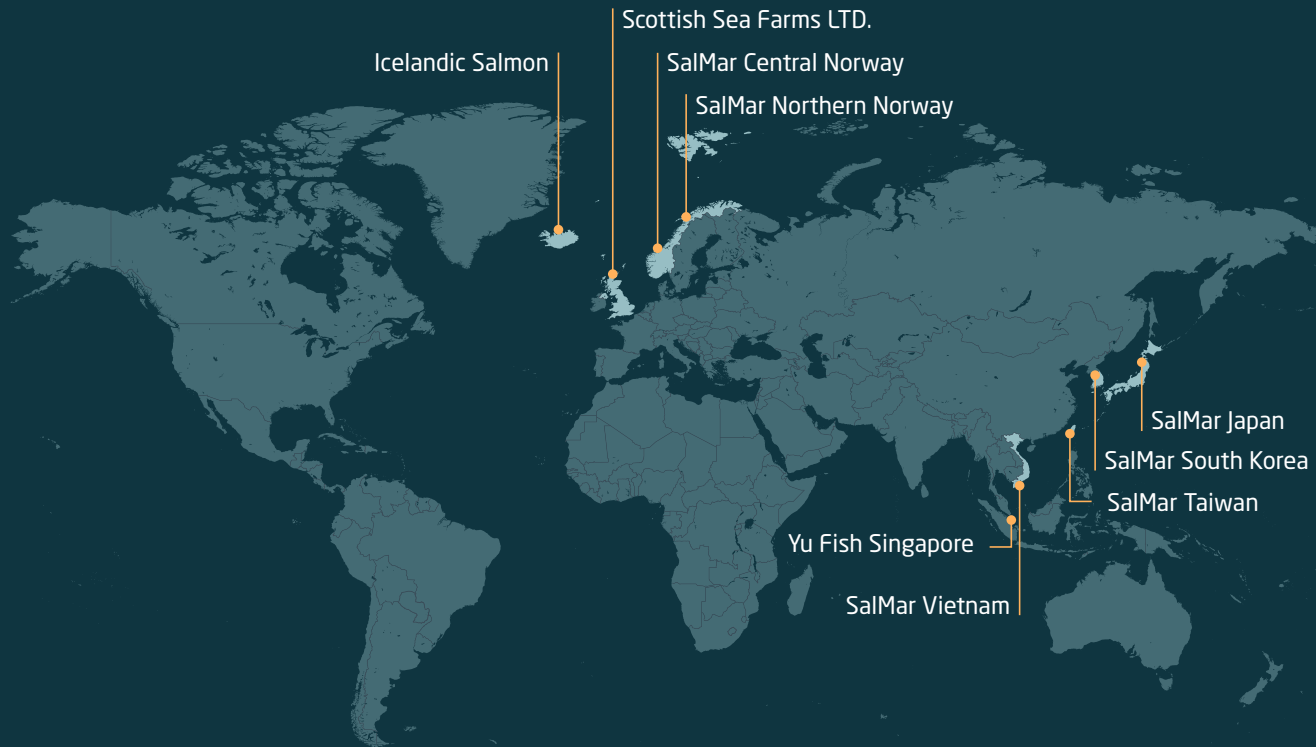 Scottish Sea Farms LTD.
Icelandic Salmon
SalMar Central Norway
SalMar Northern Norway
SalMar Japan
SalMar South Korea
SalMar Taiwan
Yu Fish Singapore
SalMar Vietnam